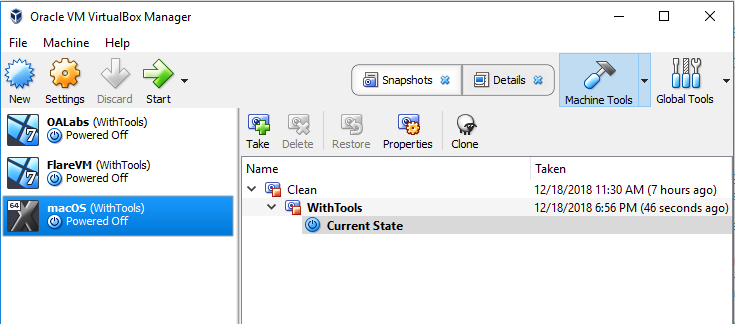 Oracle VM VirtualBox Manager
File Machine Help
New Settings Discard Start
Snapshots Details
Machine Tools Global Tools
OALabs (WithTools)
Powered Off
FlareVM (WithTools)
Powered Off
64 macOS (WithTools)
Powered Off
Take Delete Restore Properties Clone
Name Taken
Clean 12/18/2018 11:30 AM (7 hours ago)
WithTools 12/18/2018 6:56 PM (46 seconds ago)
Current State